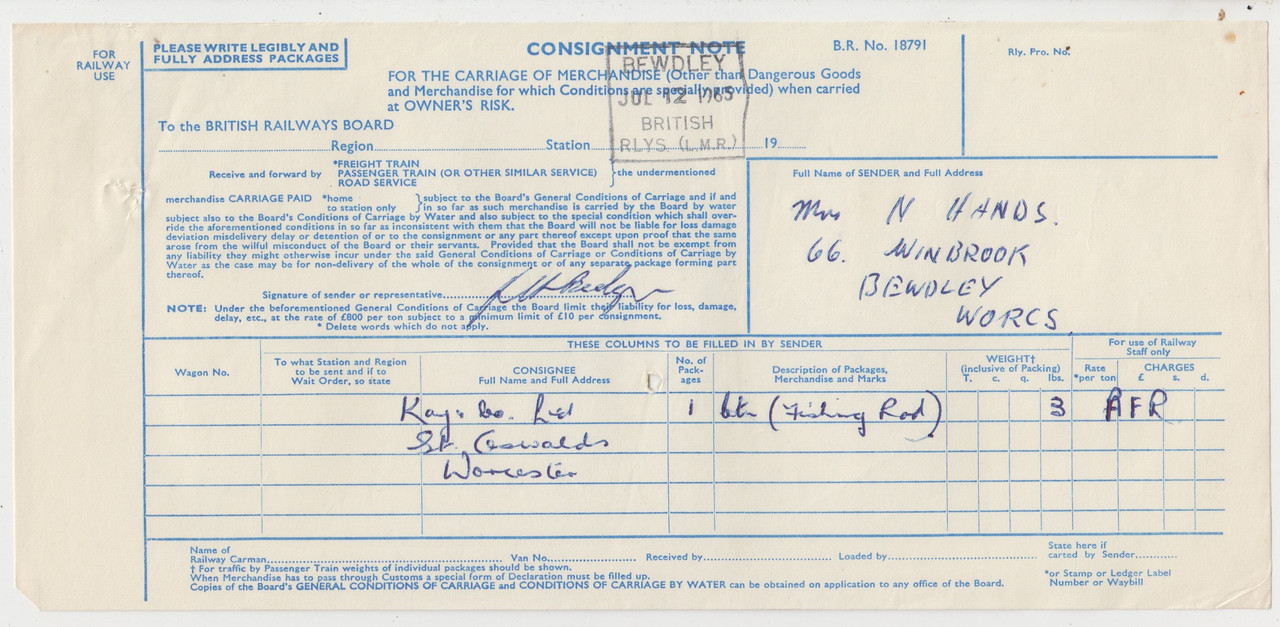 FOR
RAILWAY
USE
PLEASE WRITE LEGIBLY AND
FULLY ADDRESS PACKAGES
CONSIGNMENT NOTE
B.R. No. 18791
Rly. Pro. No.
FOR THE CARRIAGE OF MERCHANDISE (Other than Dangerous Goods
and Merchandise for which Conditions are specially provided) when carried
at OWNER'S RISK.
BEWDLEY
JUL 12 1965
BRITISH
RLYS (L.M.R.)
To the BRITISH RAILWAYS BOARD
Region Station 19
Receive and forward by
*FREIGHT TRAIN
PASSENGER TRAIN (OR OTHER SIMILAR SERVICE)
ROAD SERVICE
the undermentioned
merchandise CARRIAGE PAID *home
to station only
subject to the Board's General Conditions of Carriage and if and
in so far as such merchandise is carried by the Board by water
subject also to the Board's Conditions of Carriage by Water and also subject to the special condition which shall over-
ride the aforementioned conditions in so far as inconsistent with them that the Board will not be liable for loss damage
deviation misdelivery delay or detention of or to the consignment or any part thereof except upon proof that the same
arose from the wilful misconduct of the Board or their servants. Provided that the Board shall not be exempt from
any liability they might otherwise incur under the said General Conditions of Carriage or Conditions of Carriage by
Water as the case may be for non-delivery of the whole of the consignment or of any separate package forming part
thereof.
Signature of sender or representative
NOTE: Under the beforementioned General Conditions of Carriage the Board limit their liability for loss, damage,
delay, etc., at the rate of £800 per ton subject to a minimum limit of £10 per consignment.
* Delete words which do not apply.
Full Name of SENDER and Full Address
Mrs N HANDS.
66. WINBROOK
BEWDLEY
WORCS
THESE COLUMNS TO BE FILLED IN BY SENDER
For use of Railway
Staff only
Wagon No.
To what Station and Region
to be sent and if to
Wait Order, so state
CONSIGNEE
Full Name and Full Address
No. of
Pack-
ages
Description of Packages,
Merchandise and Marks
WEIGHT†
(inclusive of Packing)
T. c. q. lbs.
Rate
*per ton
CHARGES
£ s. d.
Kays Co. Ltd 1 (Fishing Rod) 3 AFR
St. Oswalds
Worcester
Name of
Railway Carman Van No. Received by Loaded by
State here if
carted by Sender
† For traffic by Passenger Train weights of individual packages should be shown.
When Merchandise has to pass through Customs a special form of Declaration must be filled up.
Copies of the Board's GENERAL CONDITIONS OF CARRIAGE and CONDITIONS OF CARRIAGE BY WATER can be obtained on application to any office of the Board.
*or Stamp or Ledger Label
Number or Waybill